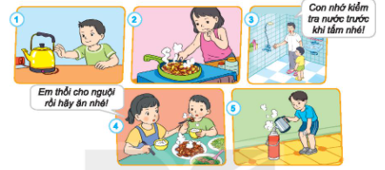 1
2
3
Con nhớ kiểm
tra nước trước
khi tắm nhé!
Em thổi cho nguội
rồi hãy ăn nhé!
4
5